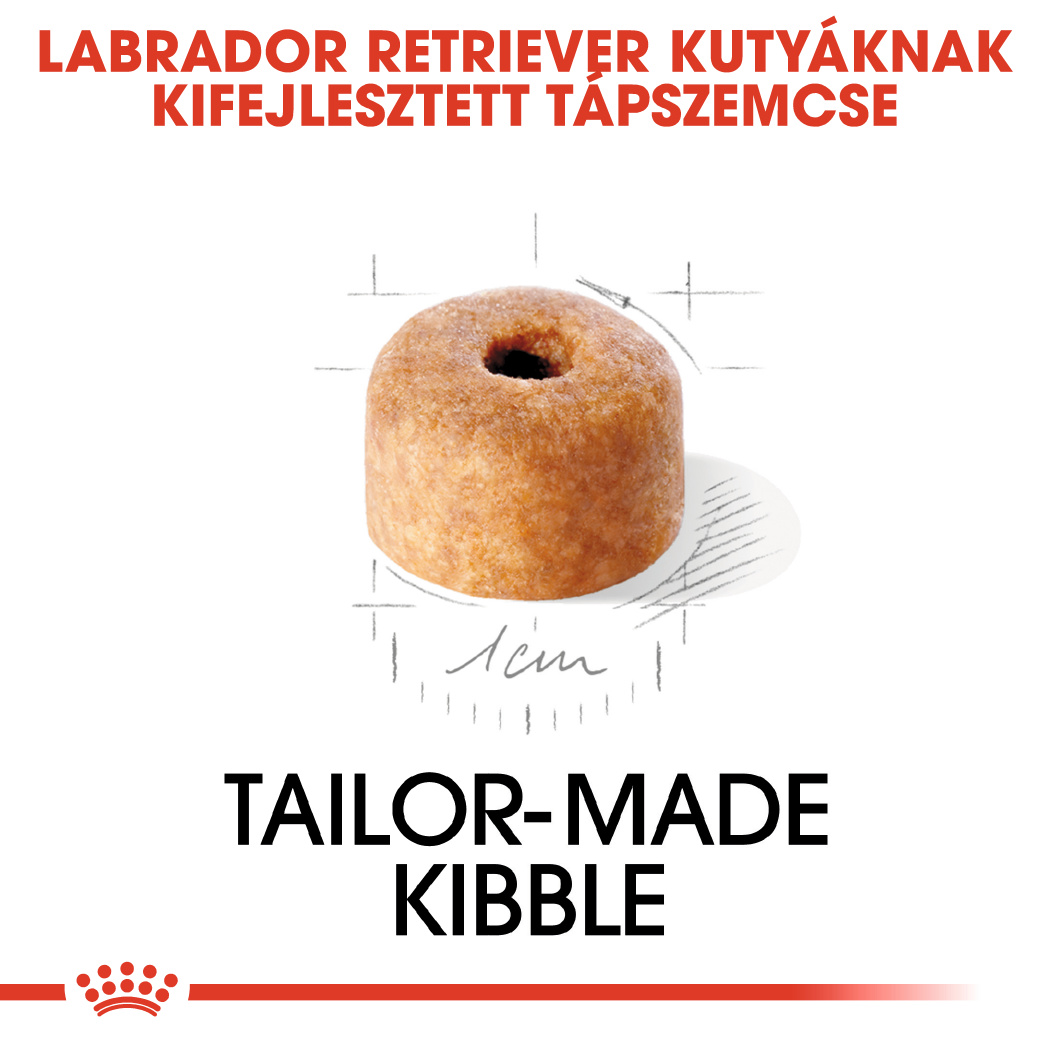 LABRADOR RETRIEVER KUTYÁKNAK
KIFEJLESZTETT TÁPSZEMCSE
1cm
TAILOR-MADE
KIBBLE